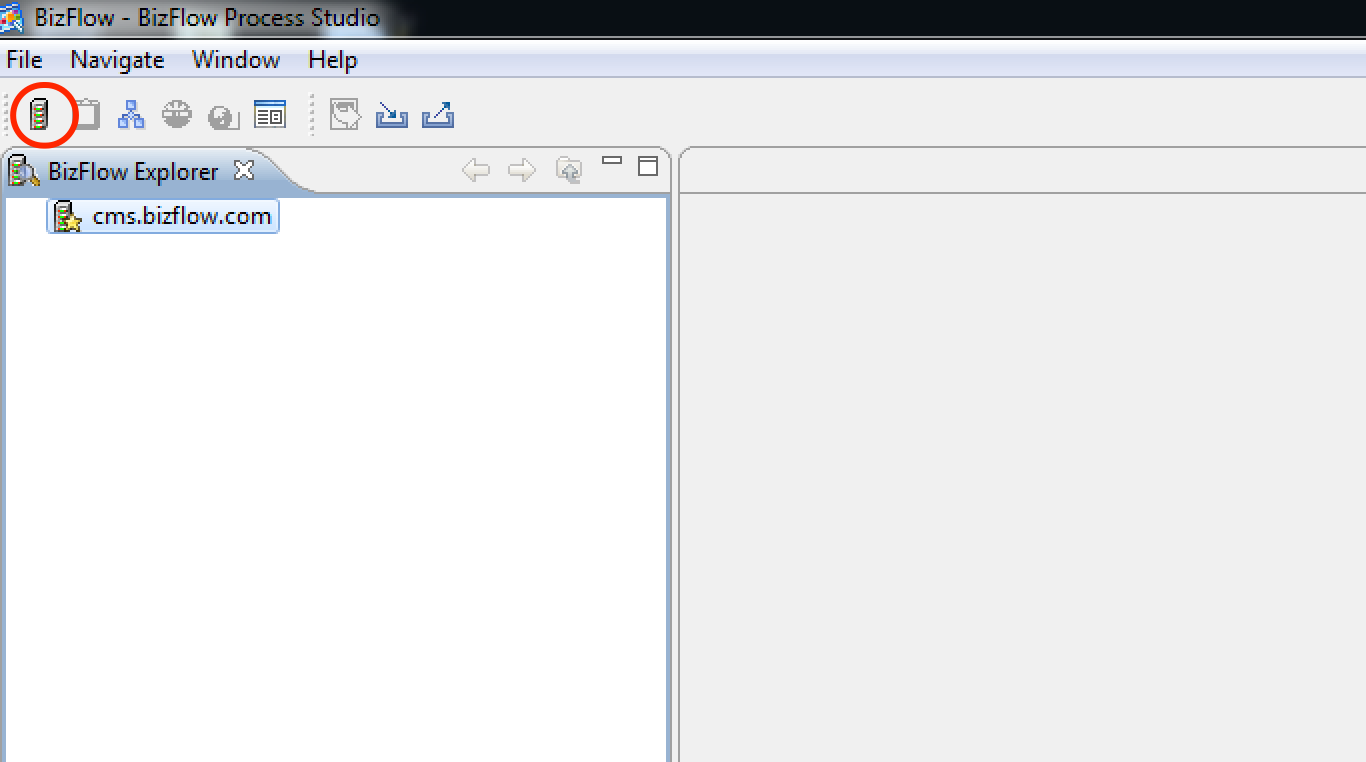 BizFlow - BizFlow Process Studio
File Navigate Window Help
BizFlow Explorer
cms.bizflow.com